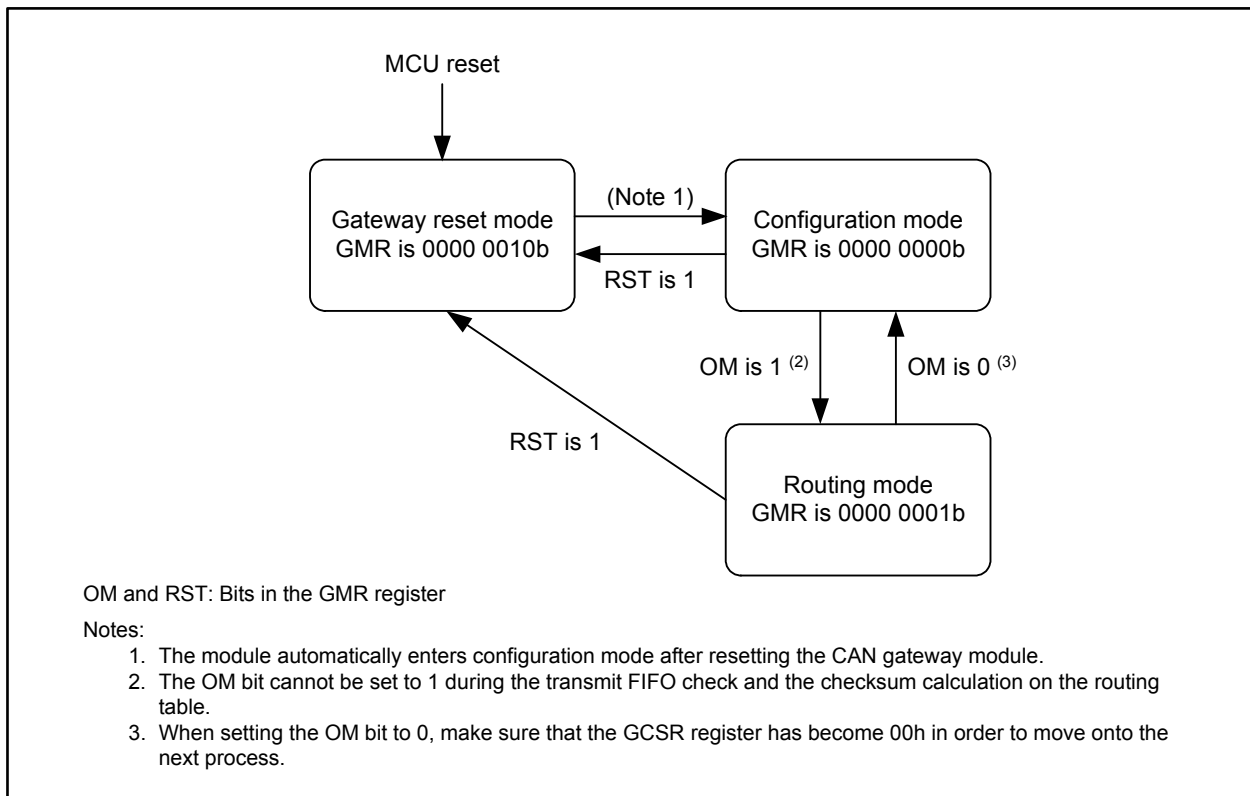 MCU reset
Gateway reset mode
GMR is 0000 0010b
(Note 1)
RST is 1
Configuration mode
GMR is 0000 0000b
OM is 1 (2)
OM is 0 (3)
RST is 1
Routing mode
GMR is 0000 0001b
OM and RST: Bits in the GMR register
Notes:
1. The module automatically enters configuration mode after resetting the CAN gateway module.
2. The OM bit cannot be set to 1 during the transmit FIFO check and the checksum calculation on the routing
table.
3. When setting the OM bit to 0, make sure that the GCSR register has become 00h in order to move onto the
next process.